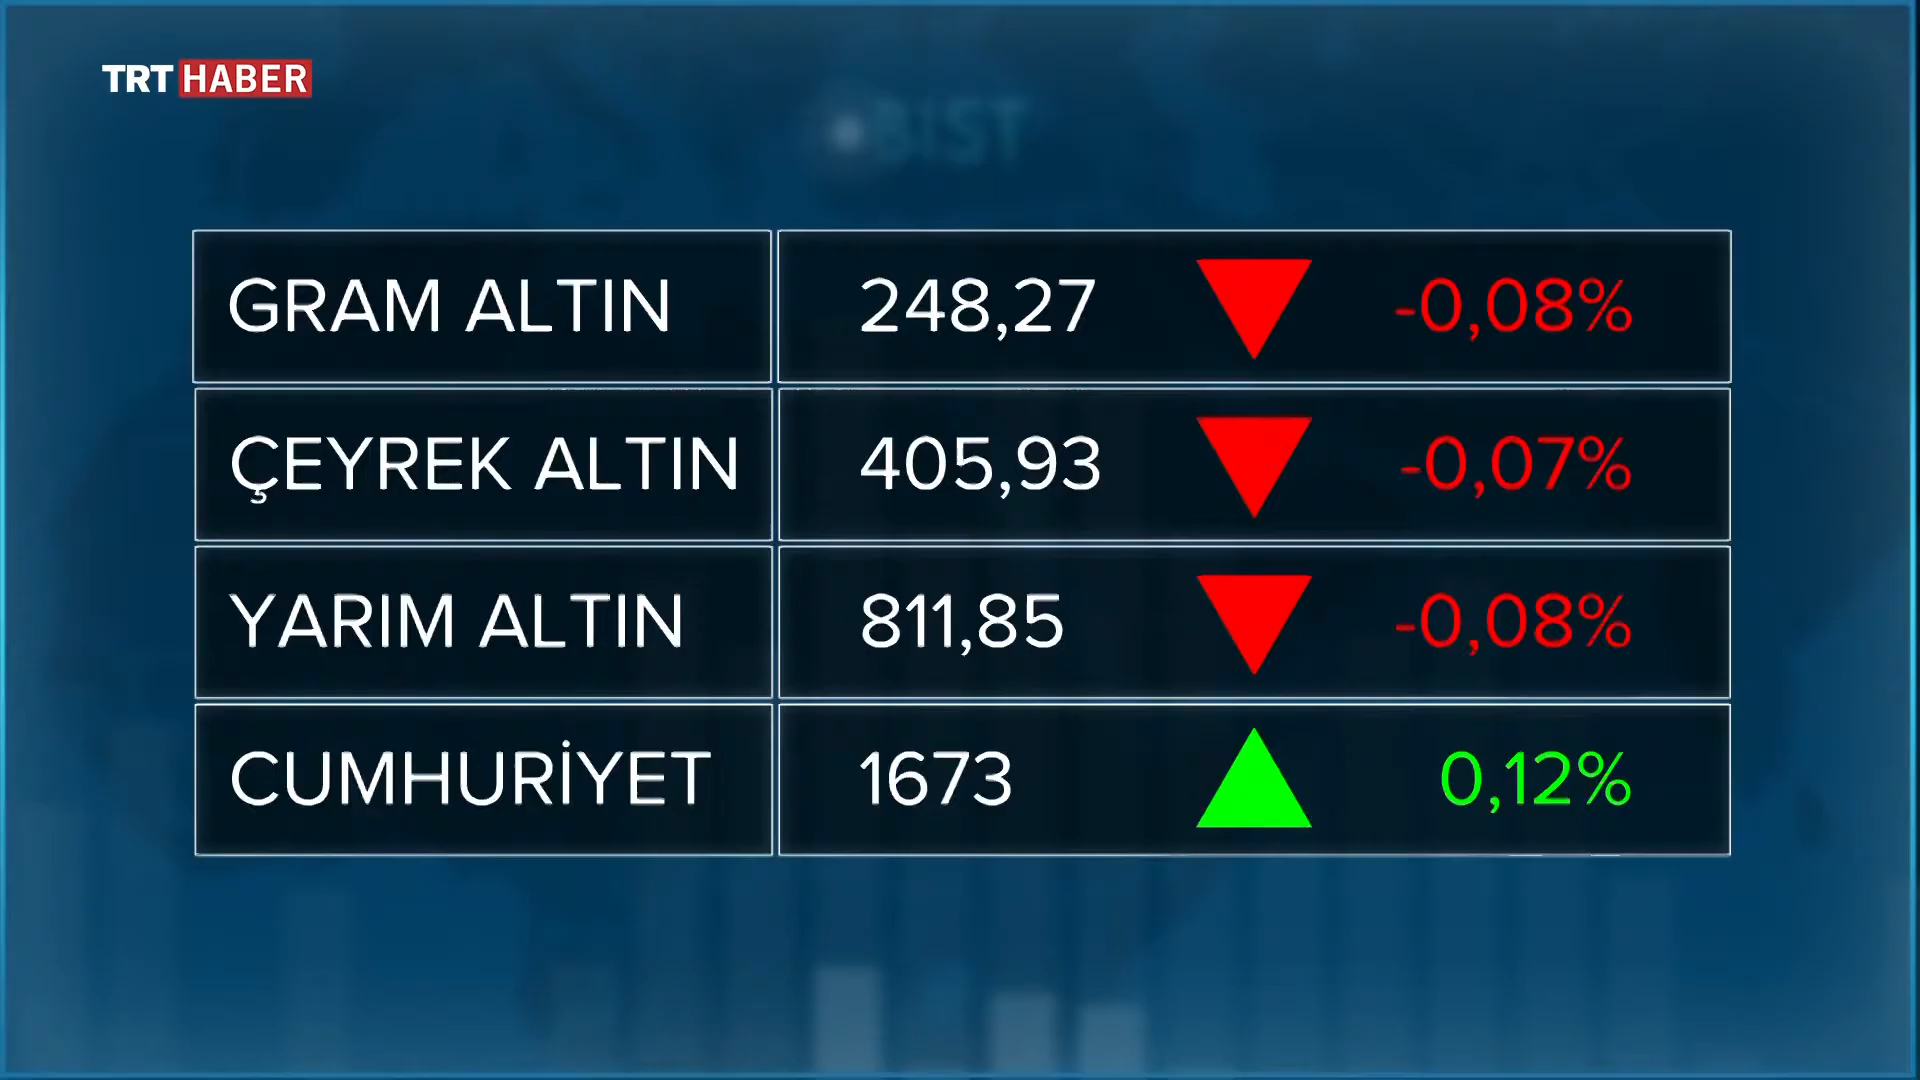 TRT HABER
BIST
GRAM ALTIN 248,27 -0,08%
ÇEYREK ALTIN 405,93 -0,07%
YARIM ALTIN 811,85 -0,08%
CUMHURİYET 1673 0,12%